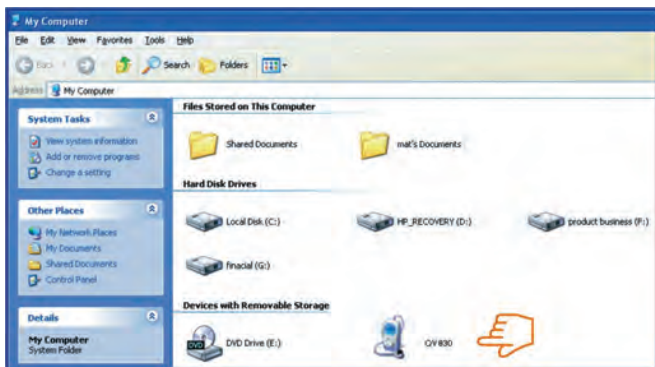 My Computer
File Edit View Favorites Tools Help
Back Search Folders
Address My Computer
System Tasks
View system information
Add or remove programs
Change a setting
Other Places
My Network Places
My Documents
Shared Documents
Control Panel
Details
My Computer
System Folder
Files Stored on This Computer
Shared Documents mat's Documents
Hard Disk Drives
Local Disk (C:) HP_RECOVERY (D:) product business (F:)
finacial (G:)
Devices with Removable Storage
DVD DVD Drive (E:) CIV 830